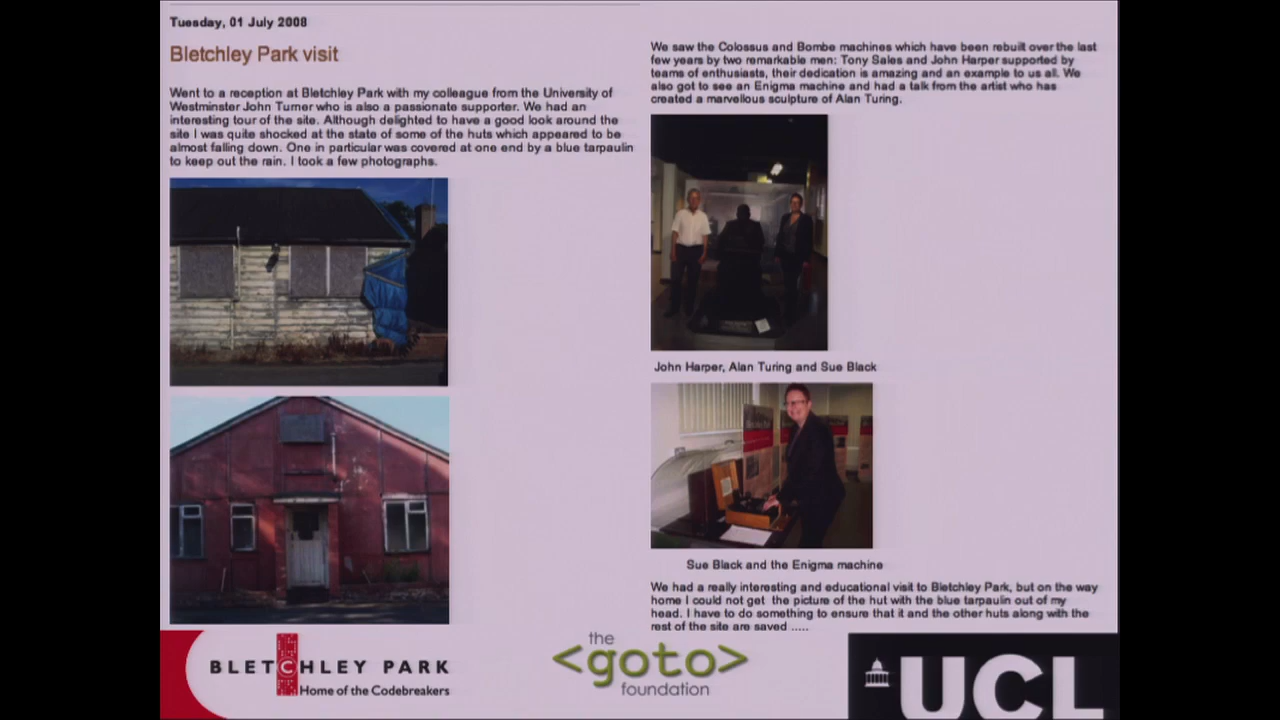 Tuesday, 01 July 2008
Bletchley Park visit
Went to a reception at Bletchley Park with my colleague from the University of
Westminster John Turner who is also a passionate supporter. We had an
interesting tour of the site. Although delighted to have a good look around the
site I was quite shocked at the state of some of the huts which appeared to be
almost falling down. One in particular was covered at one end by a blue tarpaulin
to keep out the rain. I took a few photographs.
We saw the Colossus and Bombe machines which have been rebuilt over the last
few years by two remarkable men: Tony Sales and John Harper supported by
teams of enthusiasts, their dedication is amazing and an example to us all. We
also got to see an Enigma machine and had a talk from the artist who has
created a marvellous sculpture of Alan Turing.
John Harper, Alan Turing and Sue Black
Sue Black and the Enigma machine
We had a really interesting and educational visit to Bletchley Park, but on the way
home I could not get the picture of the hut with the blue tarpaulin out of my
head. I have to do something to ensure that it and the other huts along with the
rest of the site are saved .....
BLETCHLEY PARK
Home of the Codebreakers
the
<goto>
foundation
UCL